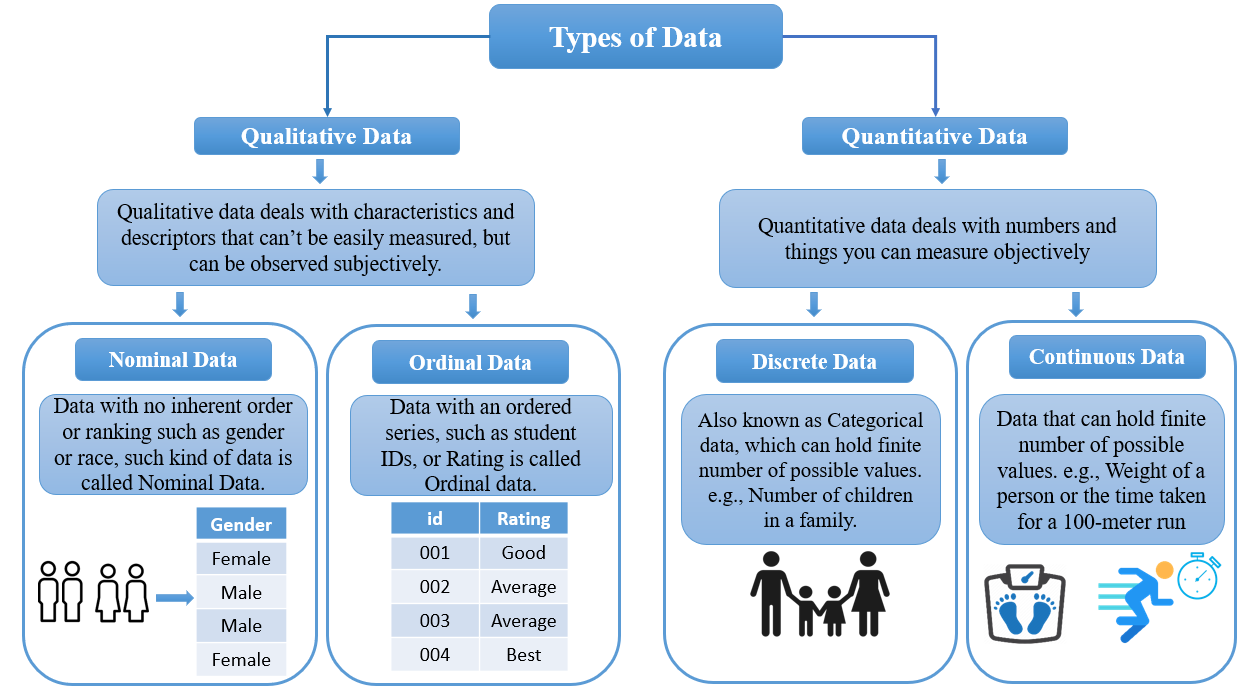 Types of Data
Qualitative Data
Quantitative Data
Qualitative data deals with characteristics and
descriptors that can’t be easily measured, but
can be observed subjectively.
Quantitative data deals with numbers and
things you can measure objectively
Nominal Data
Data with no inherent order
or ranking such as gender
or race, such kind of data is
called Nominal Data.
Gender
Female
Male
Male
Female
Ordinal Data
Data with an ordered
series, such as student
IDs, or Rating is called
Ordinal data.
id Rating
001 Good
002 Average
003 Average
004 Best
Discrete Data
Also known as Categorical
data, which can hold finite
number of possible values.
e.g., Number of children
in a family.
Continuous Data
Data that can hold finite
number of possible
values. e.g., Weight of a
person or the time taken
for a 100-meter run